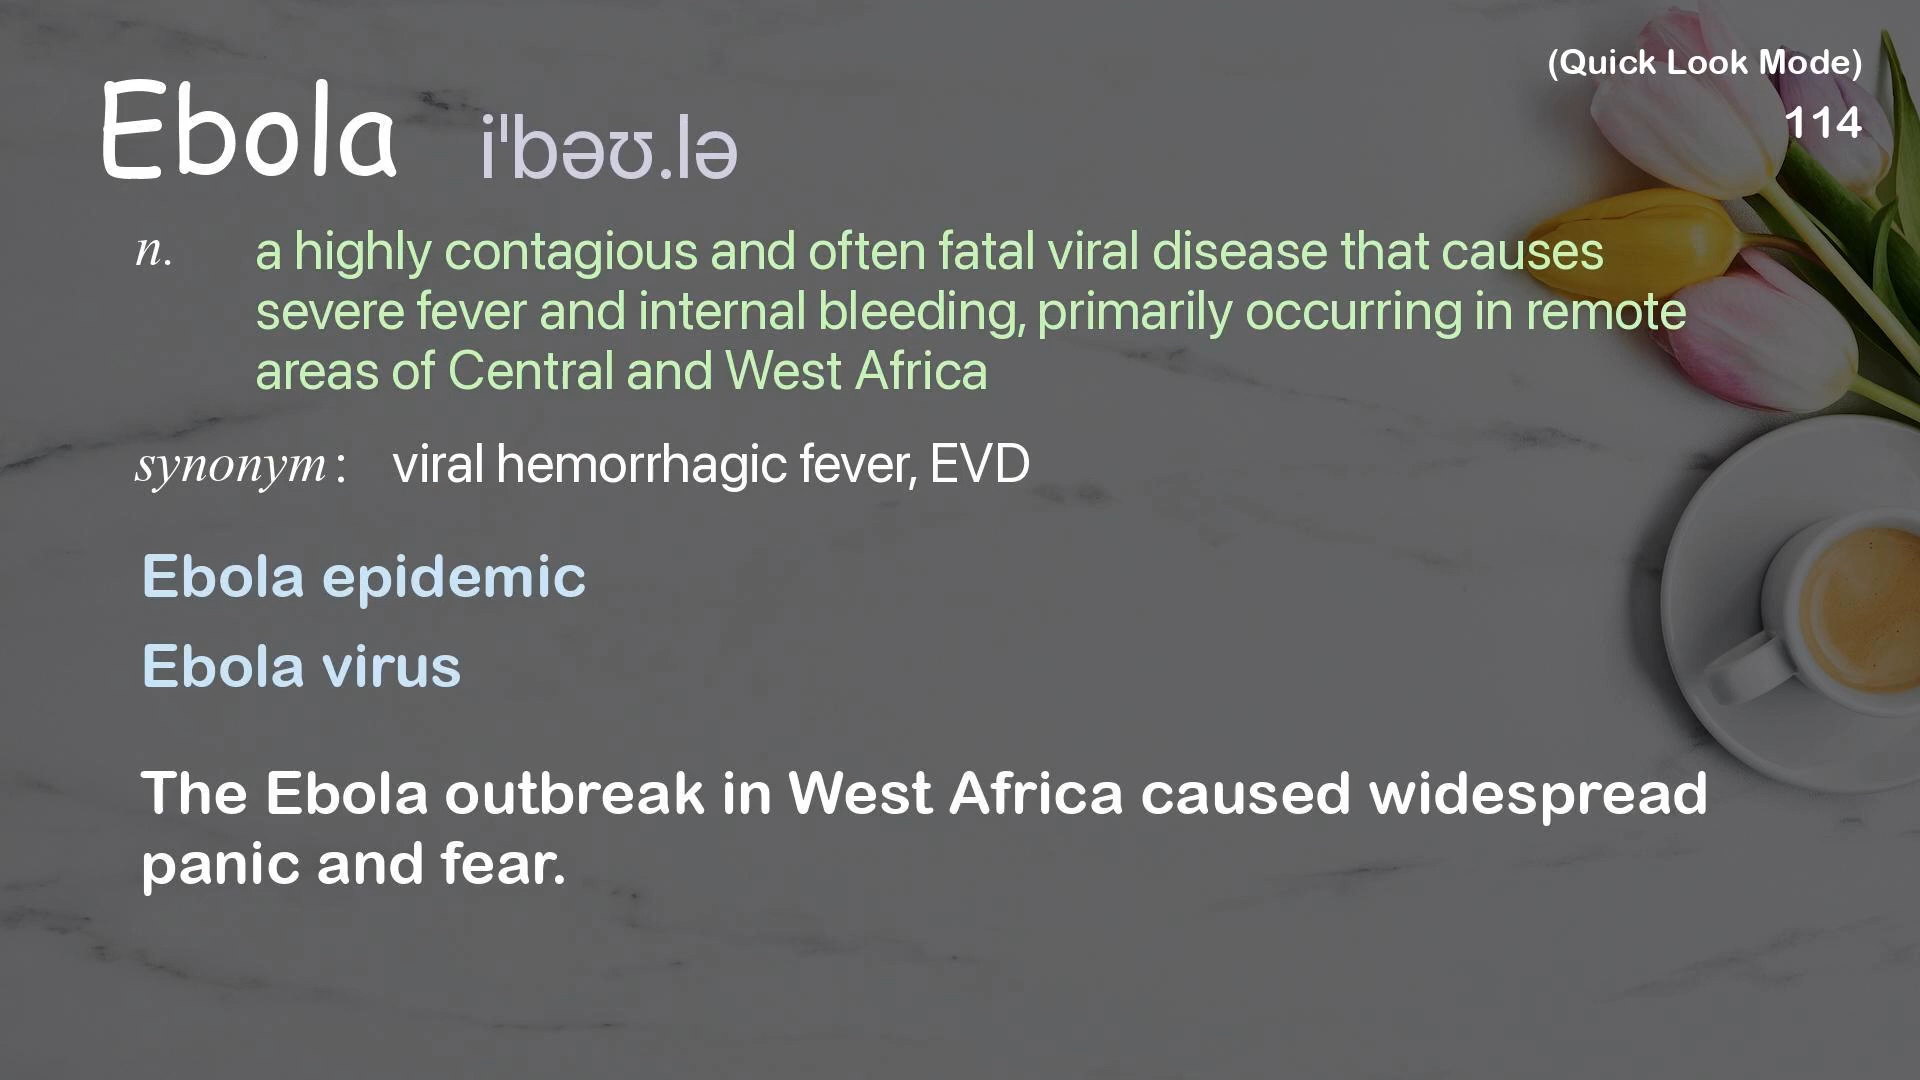 (Quick Look Mode)
114
Ebola iˈbəʊ.lə
n. a highly contagious and often fatal viral disease that causes
severe fever and internal bleeding, primarily occurring in remote
areas of Central and West Africa
synonym: viral hemorrhagic fever, EVD
Ebola epidemic
Ebola virus
The Ebola outbreak in West Africa caused widespread
panic and fear.